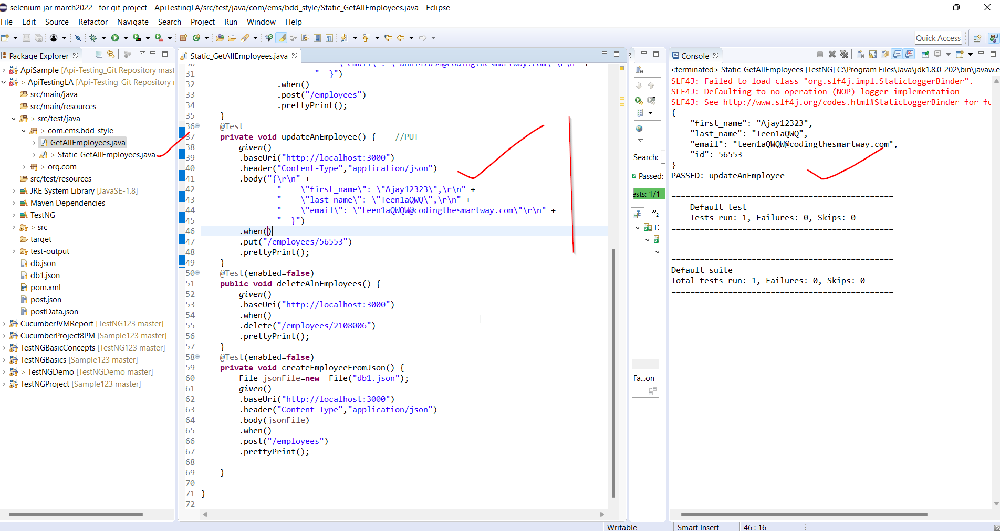 selenium jar march2022--for git project - ApiTestingLA/src/test/java/com/ems/bdd_style/Static_GetAllEmployees.java - Eclipse
File Edit Source Refactor Navigate Search Project Run Window Help
Quick Access
Package Explorer
ApiSample [Api-Testing_Git Repository mast
> ApiTestingLA [Api-Testing_Git Repository
src/main/java
src/main/resources
> src/test/java
> com.ems.bdd_style
GetAllEmployees.java
> Static_GetAllEmployees.java
> org.com
src/test/resources
JRE System Library [JavaSE-1.8]
Maven Dependencies
TestNG
> src
target
test-output
db.json
db1.json
pom.xml
post.json
postData.json
CucumberJVMReport [TestNG123 master]
CucumberProject8PM [Sample123 master]
TestNGBasicConcepts [TestNG123 master]
TestNGBasics [Sample123 master]
> TestNGDemo [TestNGDemo master]
TestNGProject [Sample123 master]
Static_GetAllEmployees.java
31 " }")
32 .when()
33 .post("/employees")
34 .prettyPrint();
35 }
36 @Test
37 private void updateAnEmployee() { //PUT
38 given()
39 .baseUri("http://localhost:3000")
40 .header("Content-Type","application/json")
41 .body("{\r\n" +
42 " \"first_name\": \"Ajay12323\",\r\n" +
43 " \"last_name\": \"Teen1aQWQ\",\r\n" +
44 " \"email\": \"teen1aQWQW@codingthesmartway.com\"\r\n" +
45 " }")
46 .when()
47 .put("/employees/56553")
48 .prettyPrint();
49 }
50 @Test(enabled=false)
51 public void deleteAlnEmployees() {
52 given()
53 .baseUri("http://localhost:3000")
54 .when()
55 .delete("/employees/2108006")
56 .prettyPrint();
57 }
58 @Test(enabled=false)
59 private void createEmployeeFromJson() {
60 File jsonFile=new File("db1.json");
61 given()
62 .baseUri("http://localhost:3000")
63 .header("Content-Type","application/json")
64 .body(jsonFile)
65 .when()
66 .post("/employees")
67 .prettyPrint();
68
69 }
70
71 }
72
Search:
Passed:
ests: 1/1
»2
D
Fa...on
Console
<terminated> Static_GetAllEmployees [TestNG] C:\Program Files\Java\jdk1.8.0_202\bin\javaw.e
SLF4J: Failed to load class "org.slf4j.impl.StaticLoggerBinder".
SLF4J: Defaulting to no-operation (NOP) logger implementation
SLF4J: See http://www.slf4j.org/codes.html#StaticLoggerBinder for fu
{
"first_name": "Ajay12323",
"last_name": "Teen1aQWQ",
"email": "teen1aQWQW@codingthesmartway.com",
"id": 56553
}
PASSED: updateAnEmployee
===============================================
Default test
Tests run: 1, Failures: 0, Skips: 0
===============================================
===============================================
Default suite
Total tests run: 1, Failures: 0, Skips: 0
===============================================
Writable Smart Insert 46 : 16